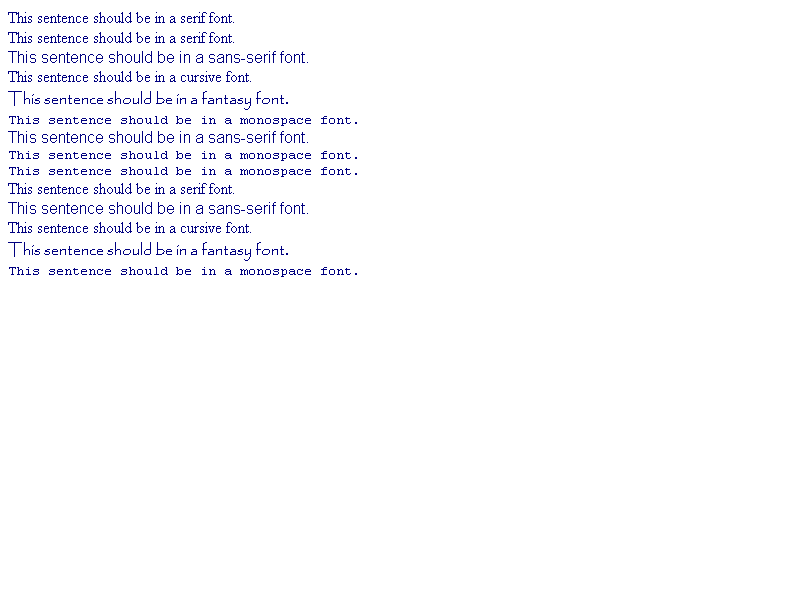 This sentence should be in a serif font.
This sentence should be in a serif font.
This sentence should be in a sans-serif font.
This sentence should be in a cursive font.
This sentence should be in a fantasy font.
This sentence should be in a monospace font.
This sentence should be in a sans-serif font.
This sentence should be in a monospace font.
This sentence should be in a monospace font.
This sentence should be in a serif font.
This sentence should be in a sans-serif font.
This sentence should be in a cursive font.
This sentence should be in a fantasy font.
This sentence should be in a monospace font.